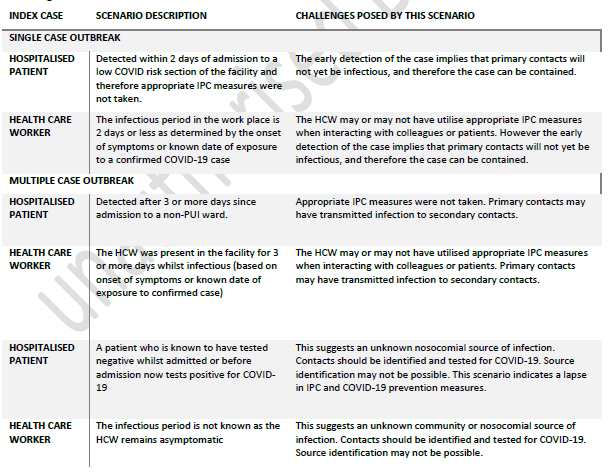 INDEX CASE SCENARIO DESCRIPTION CHALLENGES POSED BY THIS SCENARIO
SINGLE CASE OUTBREAK
HOSPITALISED Detected within 2 days of admission to a The early detection of the case implies that primary contacts will
PATIENT low COVID risk section of the facility and not yet be infectious, and therefore the case can be contained.
therefore appropriate IPC measures were
not taken.
HEALTH CARE The infectious period in the work place is The HCW may or may not have utilise appropriate IPC measures
WORKER 2 days or less as determined by the onset when interacting with colleagues or patients. However the early
of symptoms or known date of exposure detection of the case implies that primary contacts will not yet be
to a confirmed COVID-19 case infectious, and therefore the case can be contained.
MULTIPLE CASE OUTBREAK
HOSPITALISED Detected after 3 or more days since Appropriate IPC measures were not taken. Primary contacts may
PATIENT admission to a non-PUI ward. have transmitted infection to secondary contacts.
HEALTH CARE The HCW was present in the facility for 3 The HCW may or may not have utilised appropriate IPC measures
WORKER or more days whilst infectious (based on when interacting with colleagues or patients. Primary contacts
onset of symptoms or known date of may have transmitted infection to secondary contacts.
exposure to confirmed case)
HOSPITALISED A patient who is known to have tested This suggests an unknown nosocomial source of infection.
PATIENT negative whilst admitted or before Contacts should be identified and tested for COVID-19. Source
admission now tests positive for COVID- identification may not be possible. This scenario indicates a lapse
19 in IPC and COVID-19 prevention measures.
HEALTH CARE The infectious period is not known as the This suggests an unknown community or nosocomial source of
WORKER HCW remains asymptomatic infection. Contacts should be identified and tested for COVID-19.
Source identification may not be possible.